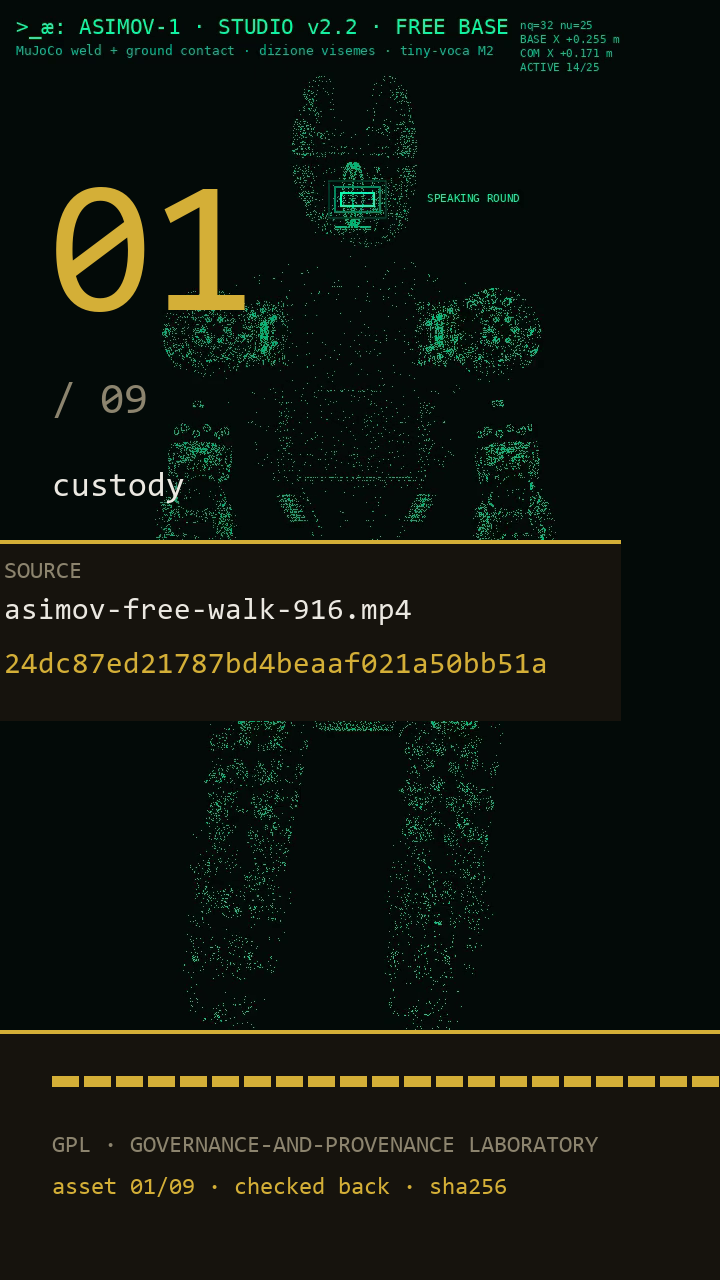 >_æ: ASIMOV-1 · STUDIO v2.2 · FREE BASE
MuJoCo weld + ground contact · dizione visemes · tiny-voca M2
nq=32 nu=25
BASE X +0.255 m
COM X +0.171 m
ACTIVE 14/25
SPEAKING ROUND
01
/ 09
custody
SOURCE
asimov-free-walk-916.mp4
24dc87ed21787bd4beaaf021a50bb51a
GPL · GOVERNANCE-AND-PROVENANCE LABORATORY
asset 01/09 · checked back · sha256